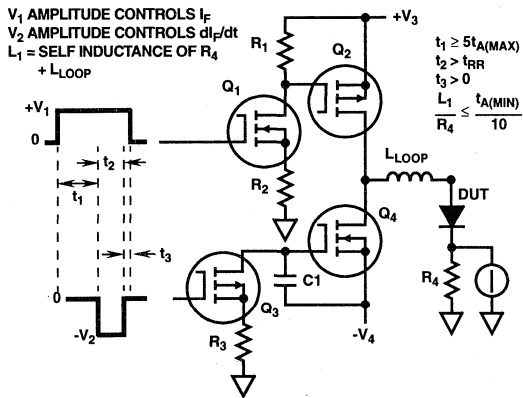 V1 AMPLITUDE CONTROLS IF
V2 AMPLITUDE CONTROLS dIF/dt
L1 = SELF INDUCTANCE OF R4
+ LLOOP
+V3
R1
Q2
t1 ≥ 5tA(MAX)
t2 > tRR
t3 > 0
L1/R4 ≤ tA(MIN)/10
Q1
+V1
0
t2
t1
LLOOP
R2
Q4
DUT
t3
C1
R4
0
Q3
-V2
R3
-V4